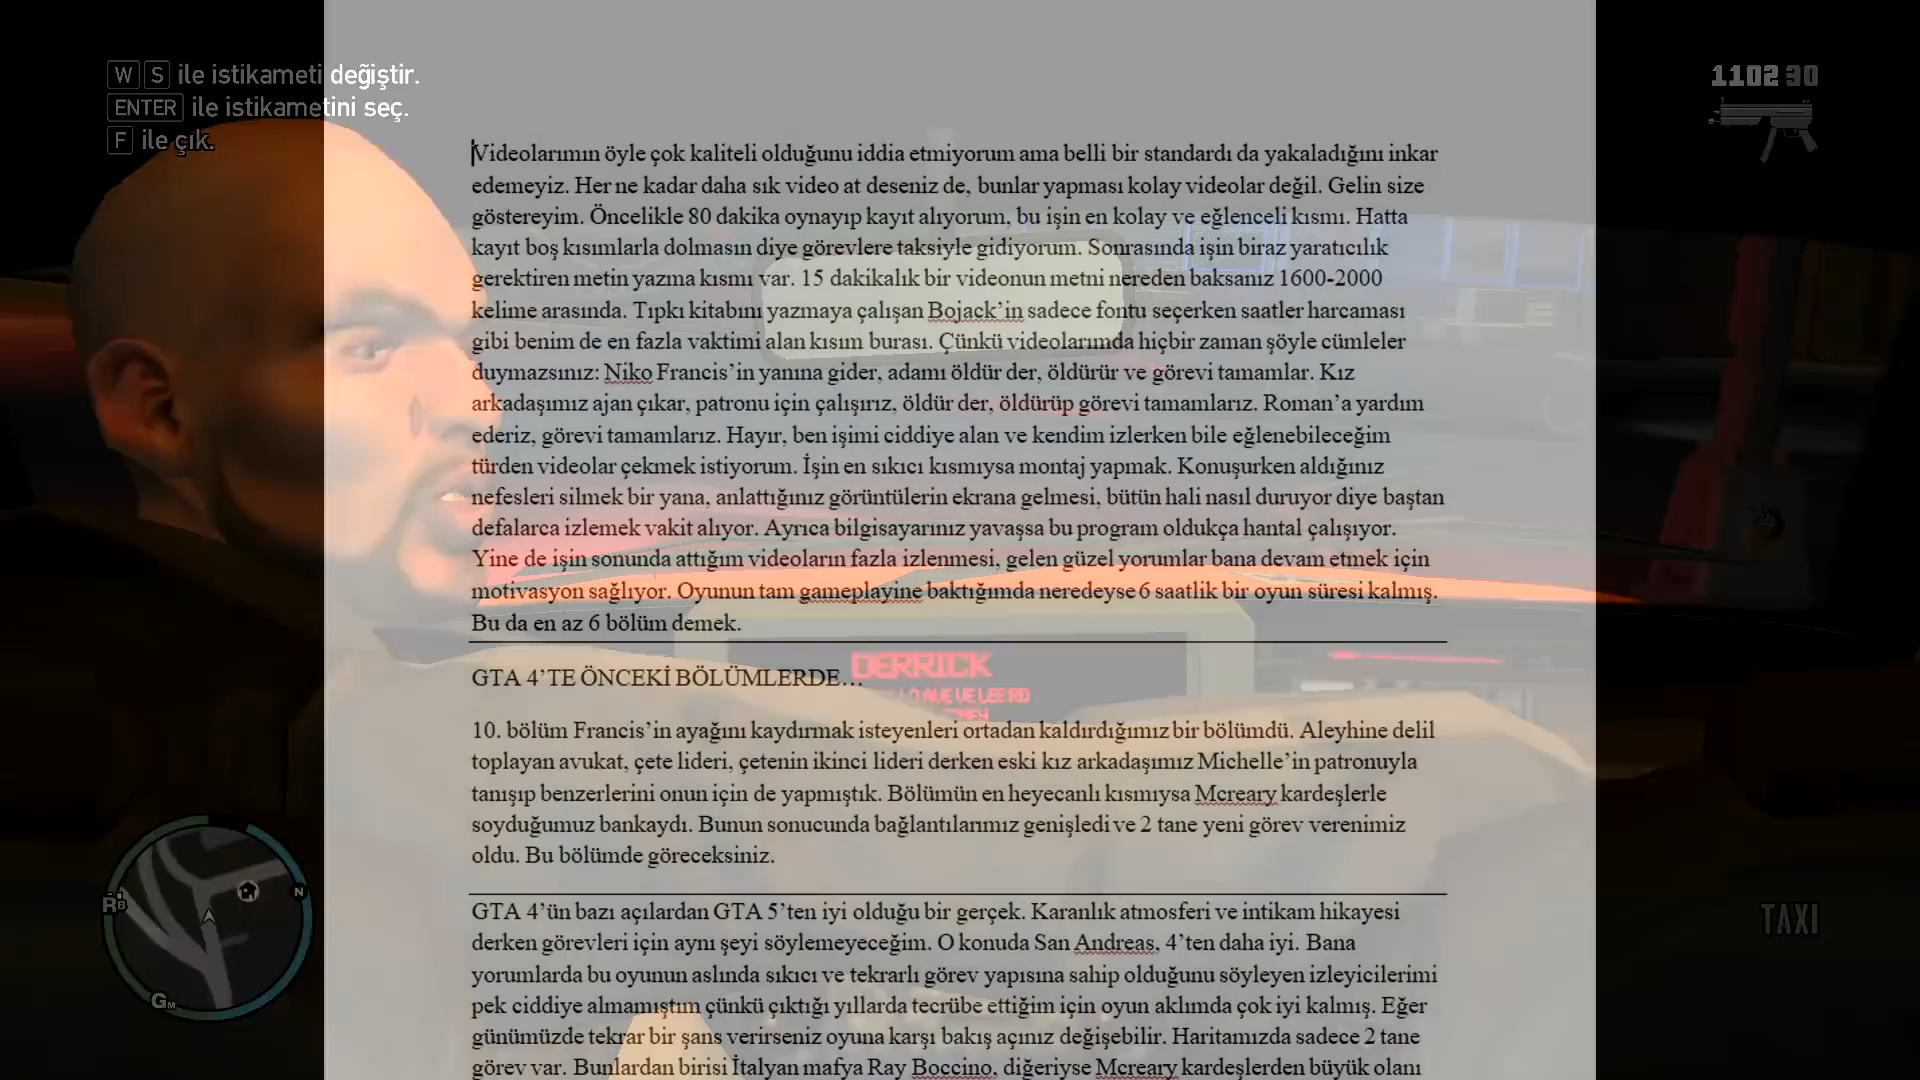 W S ile istikameti değiştir.
ENTER ile istikametini seç.
F ile çık.
1102 30
Videolarımın öyle çok kaliteli olduğunu iddia etmiyorum ama belli bir standardı da yakaladığını inkar
edemeyiz. Her ne kadar daha sık video at deseniz de, bunlar yapması kolay videolar değil. Gelin size
göstereyim. Öncelikle 80 dakika oynayıp kayıt alıyorum, bu işin en kolay ve eğlenceli kısmı. Hatta
kayıt boş kısımlarla dolmasın diye görevlere taksiyle gidiyorum. Sonrasında işin biraz yaratıcılık
gerektiren metin yazma kısmı var. 15 dakikalık bir videonun metni nereden baksanız 1600-2000
kelime arasında. Tıpkı kitabını yazmaya çalışan Bojack’in sadece fontu seçerken saatler harcaması
gibi benim de en fazla vaktimi alan kısım burası. Çünkü videolarımda hiçbir zaman şöyle cümleler
duymazsınız: Niko Francis’in yanına gider, adamı öldür der, öldürür ve görevi tamamlar. Kız
arkadaşımız ajan çıkar, patronu için çalışırız, öldür der, öldürüp görevi tamamlarız. Roman’a yardım
ederiz, görevi tamamlarız. Hayır, ben işimi ciddiye alan ve kendim izlerken bile eğlenebileceğim
türden videolar çekmek istiyorum. İşin en sıkıcı kısmıysa montaj yapmak. Konuşurken aldığınız
nefesleri silmek bir yana, anlattığınız görüntülerin ekrana gelmesi, bütün hali nasıl duruyor diye baştan
defalarca izlemek vakit alıyor. Ayrıca bilgisayarınız yavaşsa bu program oldukça hantal çalışıyor.
Yine de işin sonunda attığım videoların fazla izlenmesi, gelen güzel yorumlar bana devam etmek için
motivasyon sağlıyor. Oyunun tam gameplayine baktığımda neredeyse 6 saatlik bir oyun süresi kalmış.
Bu da en az 6 bölüm demek.
DERRICK
GTA 4’TE ÖNCEKİ BÖLÜMLERDE…
10. bölüm Francis’in ayağını kaydırmak isteyenleri ortadan kaldırdığımız bir bölümdü. Aleyhine delil
toplayan avukat, çete lideri, çetenin ikinci lideri derken eski kız arkadaşımız Michelle’in patronuyla
tanışıp benzerlerini onun için de yapmıştık. Bölümün en heyecanlı kısmıysa Mcreary kardeşlerle
soyduğumuz bankaydı. Bunun sonucunda bağlantılarımız genişledi ve 2 tane yeni görev verenimiz
oldu. Bu bölümde göreceksiniz.
GTA 4’ün bazı açılardan GTA 5’ten iyi olduğu bir gerçek. Karanlık atmosferi ve intikam hikayesi
derken görevleri için aynı şeyi söylemeyeceğim. O konuda San Andreas, 4’ten daha iyi. Bana
yorumlarda bu oyunun aslında sıkıcı ve tekrarlı görev yapısına sahip olduğunu söyleyen izleyicilerimi
pek ciddiye almamıştım çünkü çıktığı yıllarda tecrübe ettiğim için oyun aklımda çok iyi kalmış. Eğer
günümüzde tekrar bir şans verirseniz oyuna karşı bakış açınız değişebilir. Haritamızda sadece 2 tane
görev var. Bunlardan birisi İtalyan mafya Ray Boccino, diğeriyse Mcreary kardeşlerden büyük olanı
N
TAXI